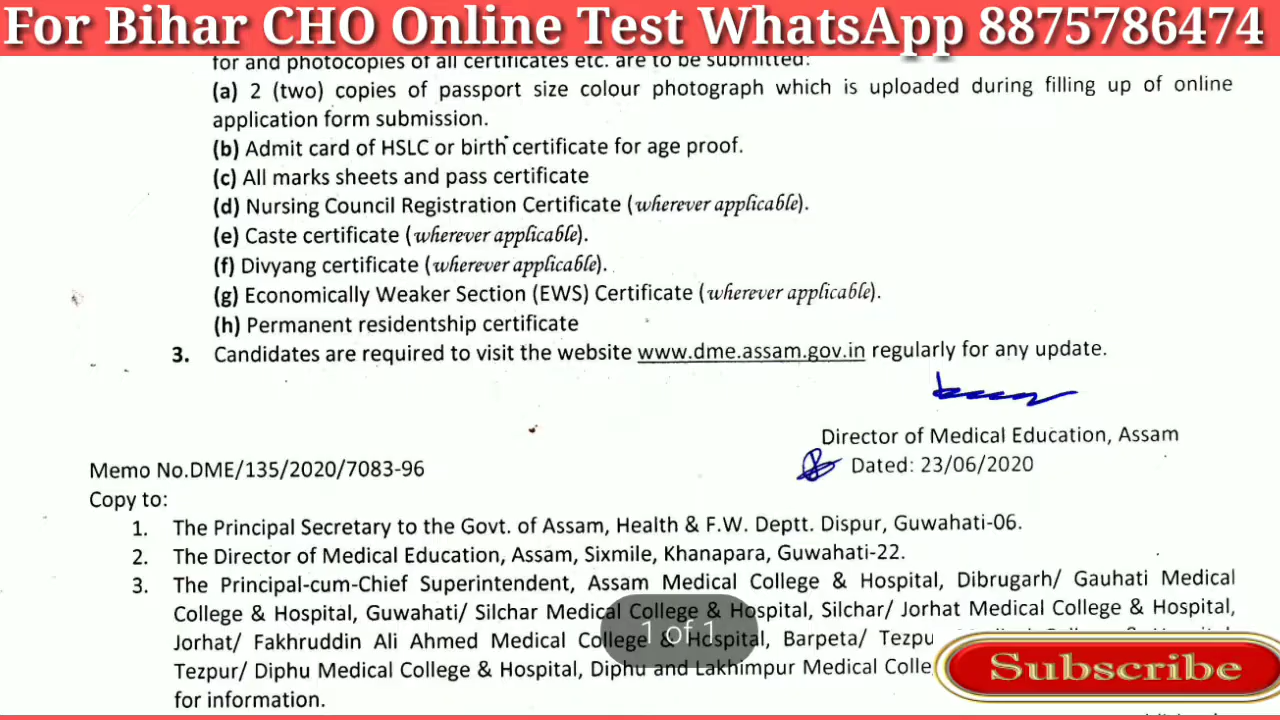 For Bihar CHO Online Test WhatsApp 8875786474
for and photocopies of all certificates etc. are to be submitted:
(a) 2 (two) copies of passport size colour photograph which is uploaded during filling up of online
application form submission.
(b) Admit card of HSLC or birth certificate for age proof.
(c) All marks sheets and pass certificate
(d) Nursing Council Registration Certificate (wherever applicable).
(e) Caste certificate (wherever applicable).
(f) Divyang certificate (wherever applicable).
(g) Economically Weaker Section (EWS) Certificate (wherever applicable).
(h) Permanent residentship certificate
3. Candidates are required to visit the website www.dme.assam.gov.in regularly for any update.
Director of Medical Education, Assam
Memo No.DME/135/2020/7083-96 Dated: 23/06/2020
Copy to:
1. The Principal Secretary to the Govt. of Assam, Health & F.W. Deptt. Dispur, Guwahati-06.
2. The Director of Medical Education, Assam, Sixmile, Khanapara, Guwahati-22.
3. The Principal-cum-Chief Superintendent, Assam Medical College & Hospital, Dibrugarh/ Gauhati Medical
College & Hospital, Guwahati/ Silchar Medical College & Hospital, Silchar/ Jorhat Medical College & Hospital,
Jorhat/ Fakhruddin Ali Ahmed Medical College & Hospital, Barpeta/
Tezpur/ Diphu Medical College & Hospital, Diphu and Lakhimpur Medical
for information.
1 of 1
Subscribe